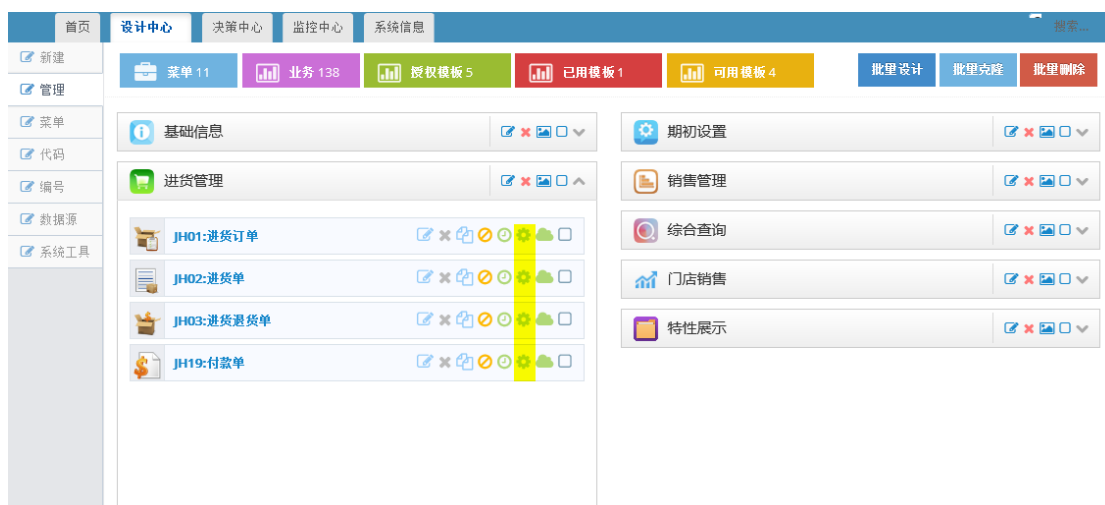 首页 设计中心 决策中心 监控中心 系统信息 搜索...
新建
管理
菜单
代码
编号
数据源
系统工具
菜单 11 业务 138 授权模板 5 已用模板 1 可用模板 4 批量设计 批量克隆 批量删除
基础信息
进货管理
JH01:进货订单
JH02:进货单
JH03:进货退货单
JH19:付款单
期初设置
销售管理
综合查询
门店销售
特性展示